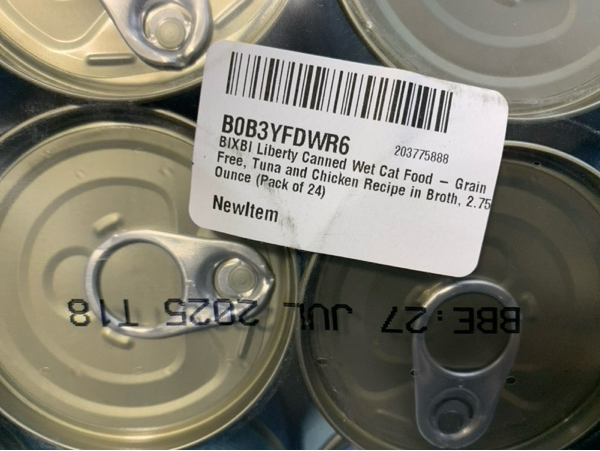 B0B3YFDWR6
203775888
BIXBI Liberty Canned Wet Cat Food – Grain
Free, Tuna and Chicken Recipe in Broth, 2.75
Ounce (Pack of 24)
NewItem
BBE:27 JUL 2025 T18